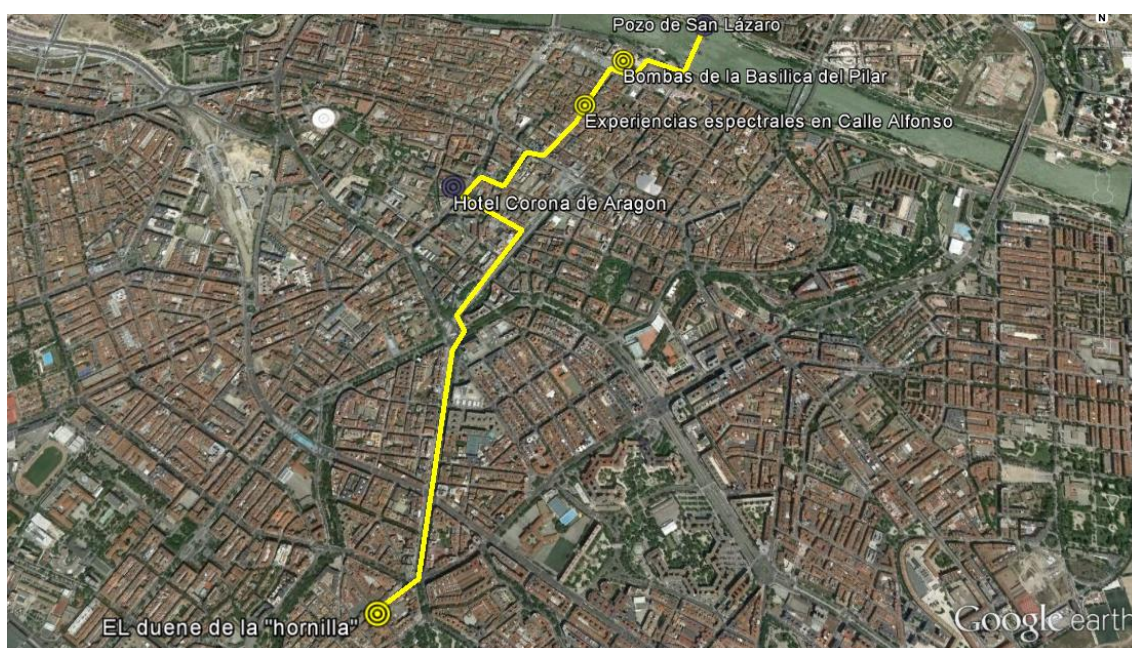 N
Pozo de San Lázaro
Bombas de la Basilica del Pilar
Experiencias espectrales en Calle Alfonso
Hotel Corona de Aragon
EL duene de la "hornilla"
Google earth